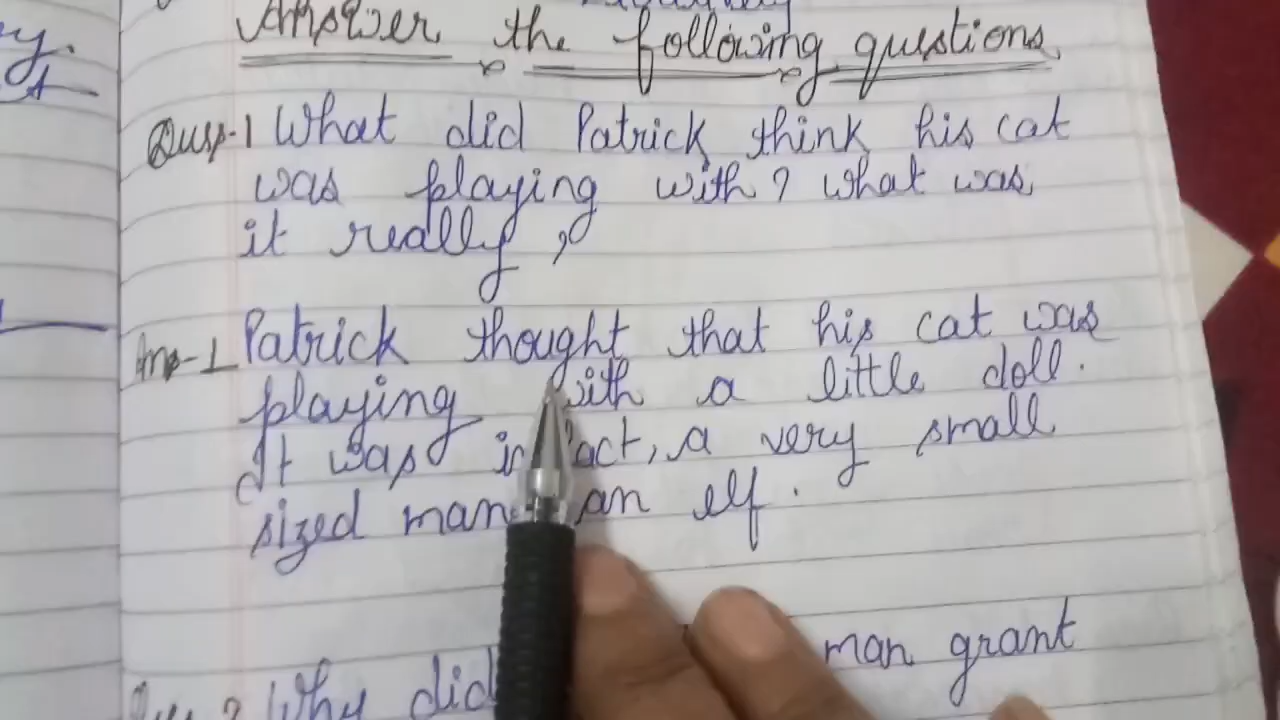 Answer the following questions
Ques-1 What did Patrick think his cat
was playing with? what was
it really ,
Ans-1 Patrick thought that his cat was
playing with a little doll.
It was in fact, a very small
sized man an elf.
Why did man grant